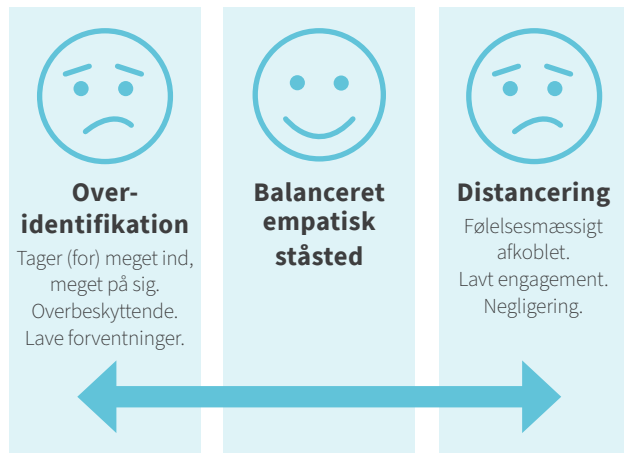 Over-
identifikation
Tager (for) meget ind,
meget på sig.
Overbeskyttende.
Lave forventninger.
Balanceret
empatisk
ståsted
Distancering
Følelsesmæssigt
afkoblet.
Lavt engagement.
Negligering.